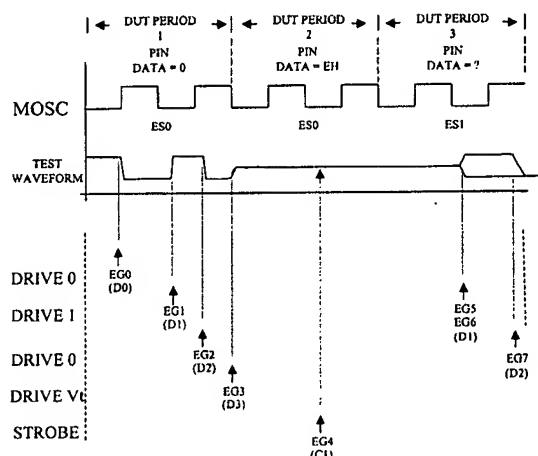 DUT PERIOD
1
PIN
DATA = 0
DUT PERIOD
2
PIN
DATA = EH
DUT PERIOD
3
PIN
DATA = ?
MOSC
ES0
ES0
ES1
TEST
WAVEFORM
DRIVE 0
EG0
(D0)
DRIVE 1
EG1
(D1)
EG5
EG6
(D1)
DRIVE 0
EG2
(D2)
EG7
(D2)
DRIVE Vt
EG3
(D3)
STROBE
EG4
(C1)